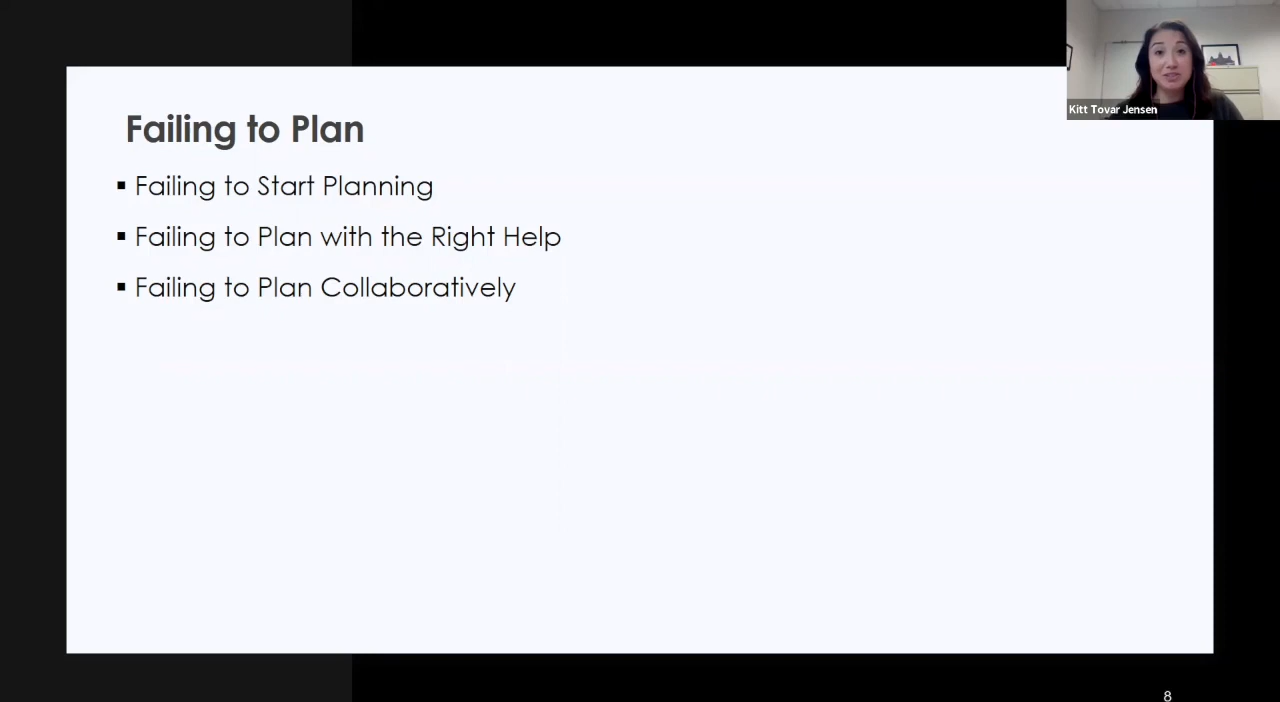 Failing to Plan
▪ Failing to Start Planning
▪ Failing to Plan with the Right Help
▪ Failing to Plan Collaboratively
Kitt Tovar Jensen
8